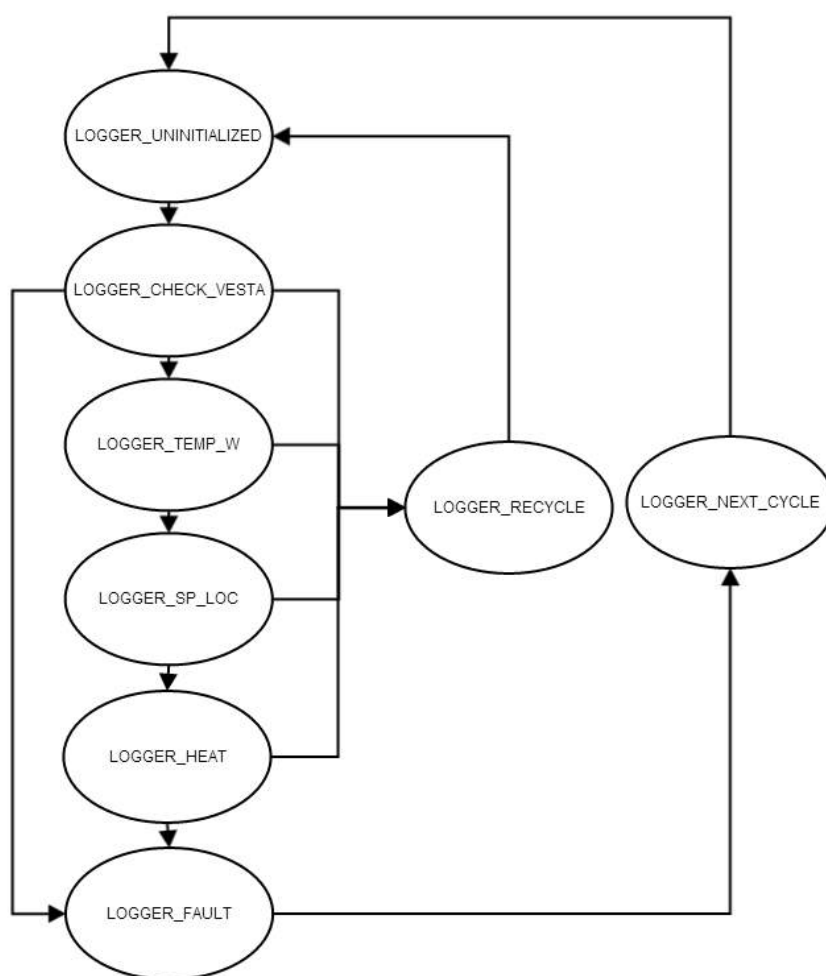 LOGGER_UNINITIALIZED
LOGGER_CHECK_VESTA
LOGGER_TEMP_W
LOGGER_RECYCLE
LOGGER_NEXT_CYCLE
LOGGER_SP_LOC
LOGGER_HEAT
LOGGER_FAULT